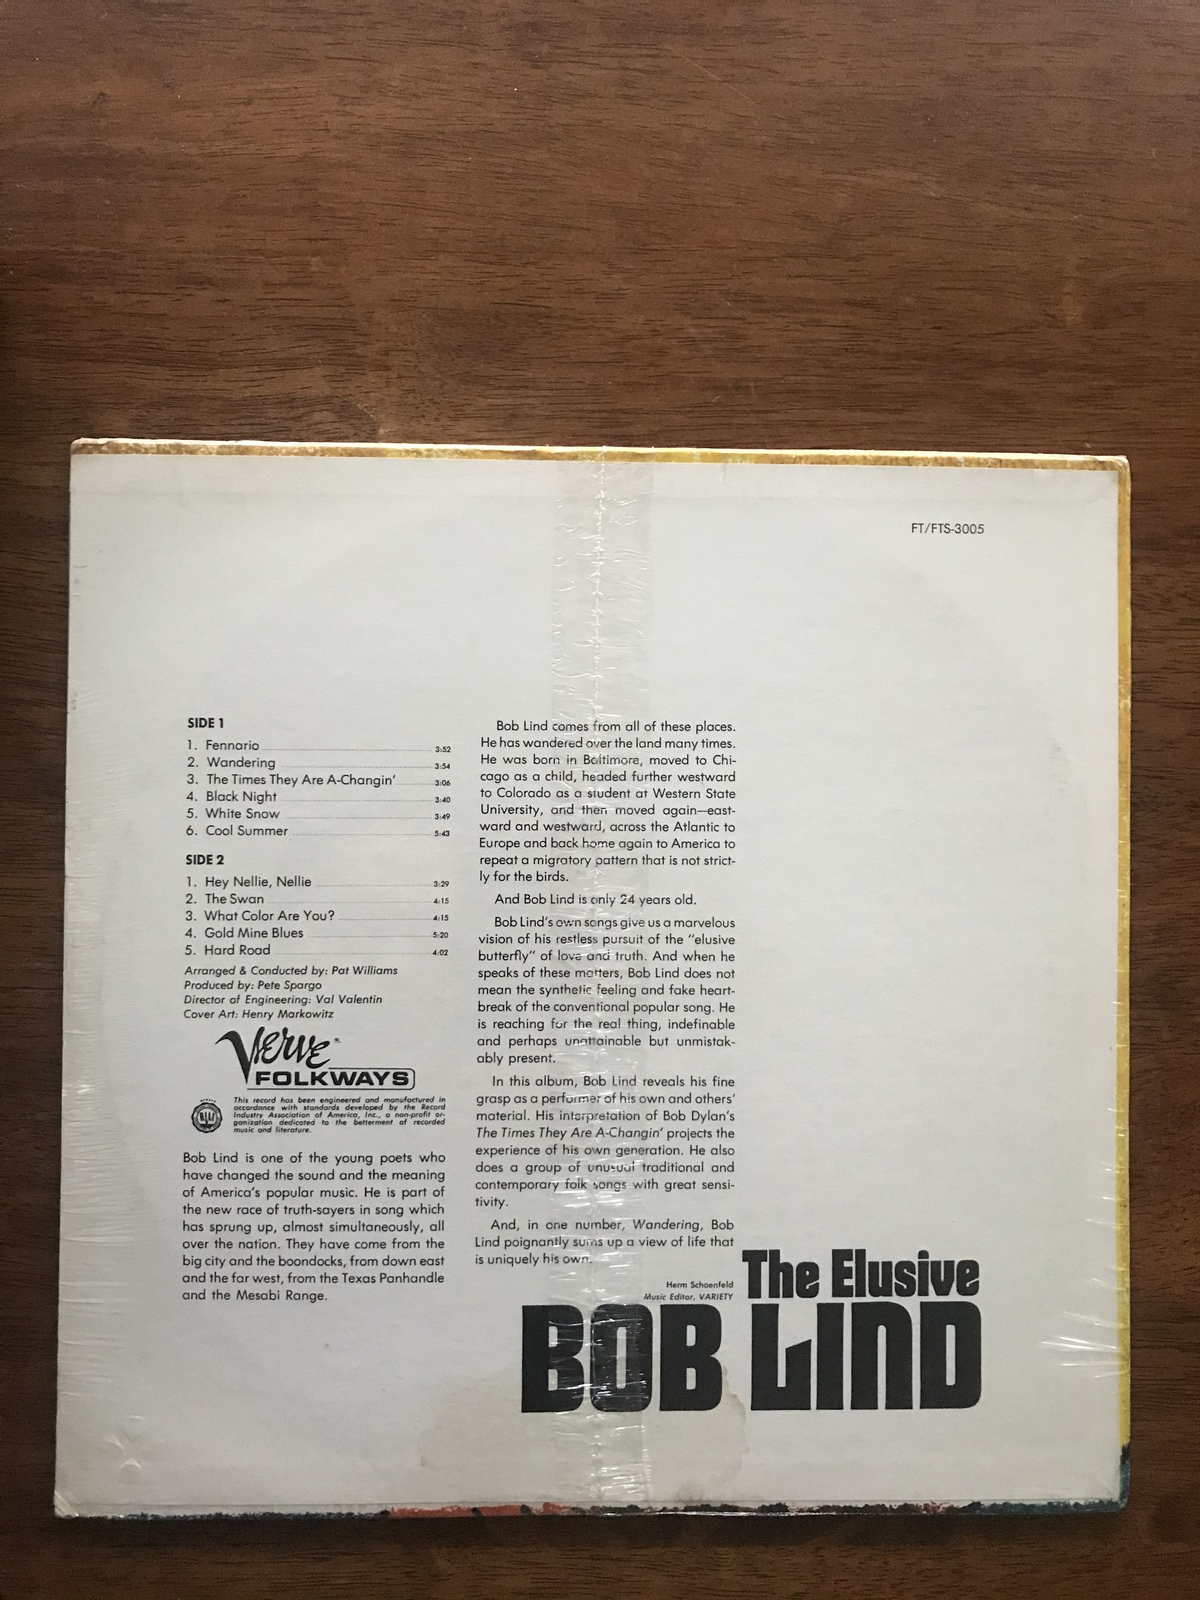 FT/FTS-3005
SIDE 1
1. Fennario 3:52
2. Wandering 3:54
3. The Times They Are A-Changin' 3:06
4. Black Night 3:40
5. White Snow 3:49
6. Cool Summer 5:43
SIDE 2
1. Hey Nellie, Nellie 3:29
2. The Swan 4:15
3. What Color Are You? 4:15
4. Gold Mine Blues 5:20
5. Hard Road 4:02
Arranged & Conducted by: Pat Williams
Produced by: Pete Spargo
Director of Engineering: Val Valentin
Cover Art: Henry Markowitz
Verve
FOLKWAYS
This record has been engineered and manufactured in
accordance with standards developed by the Record
Industry Association of America, Inc., a non-profit or-
ganization dedicated to the betterment of recorded
music and literature.
Bob Lind is one of the young poets who
have changed the sound and the meaning
of America's popular music. He is part of
the new race of truth-sayers in song which
has sprung up, almost simultaneously, all
over the nation. They have come from the
big city and the boondocks, from down east
and the far west, from the Texas Panhandle
and the Mesabi Range.
Bob Lind comes from all of these places.
He has wandered over the land many times.
He was born in Baltimore, moved to Chi-
cago as a child, headed further westward
to Colorado as a student at Western State
University, and then moved again—east-
ward and westward, across the Atlantic to
Europe and back home again to America to
repeat a migratory pattern that is not strict-
ly for the birds.
And Bob Lind is only 24 years old.
Bob Lind's own songs give us a marvelous
vision of his restless pursuit of the "elusive
butterfly" of love and truth. And when he
speaks of these matters, Bob Lind does not
mean the synthetic feeling and fake heart-
break of the conventional popular song. He
is reaching for the real thing, indefinable
and perhaps unattainable but unmistak-
ably present.
In this album, Bob Lind reveals his fine
grasp as a performer of his own and others'
material. His interpretation of Bob Dylan's
The Times They Are A-Changin' projects the
experience of his own generation. He also
does a group of unusual traditional and
contemporary folk songs with great sensi-
tivity.
And, in one number, Wandering, Bob
Lind poignantly sums up a view of life that
is uniquely his own.
Herm Schoenfeld
Music Editor, VARIETY
The Elusive
BOB LIND